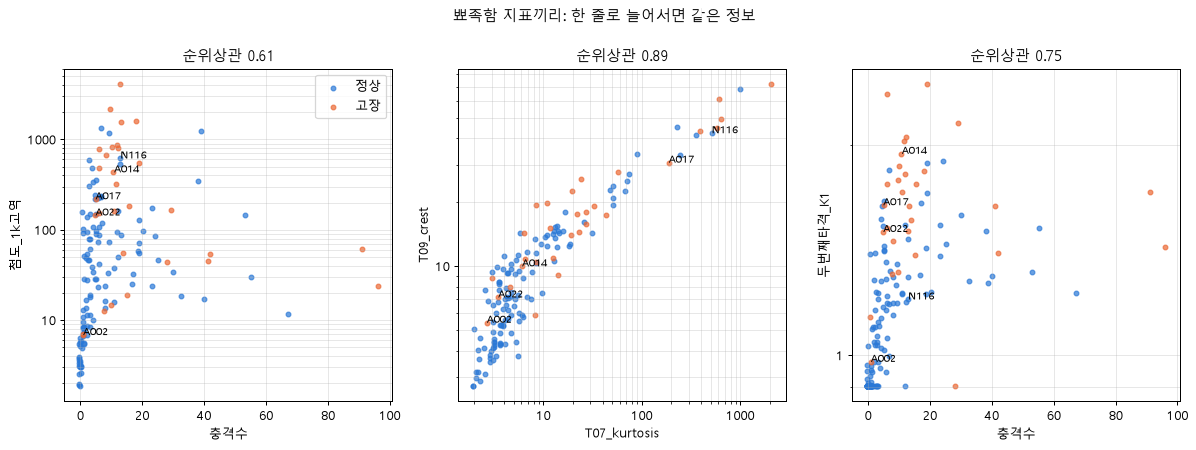 뾰족함 지표끼리: 한 줄로 늘어서면 같은 정보
순위상관 0.61
정상
고장
첨도_1k고역
1000
100
10
N116
AO14
AO17
AO22
AO02
0
20
40
60
80
100
충격수
순위상관 0.89
T09_crest
20
10
N116
AO17
AO14
AO22
AO02
10
100
1000
T07_kurtosis
순위상관 0.75
두번째타격_K1
1
AO14
AO17
AO22
N116
AO02
0
20
40
60
80
100
충격수